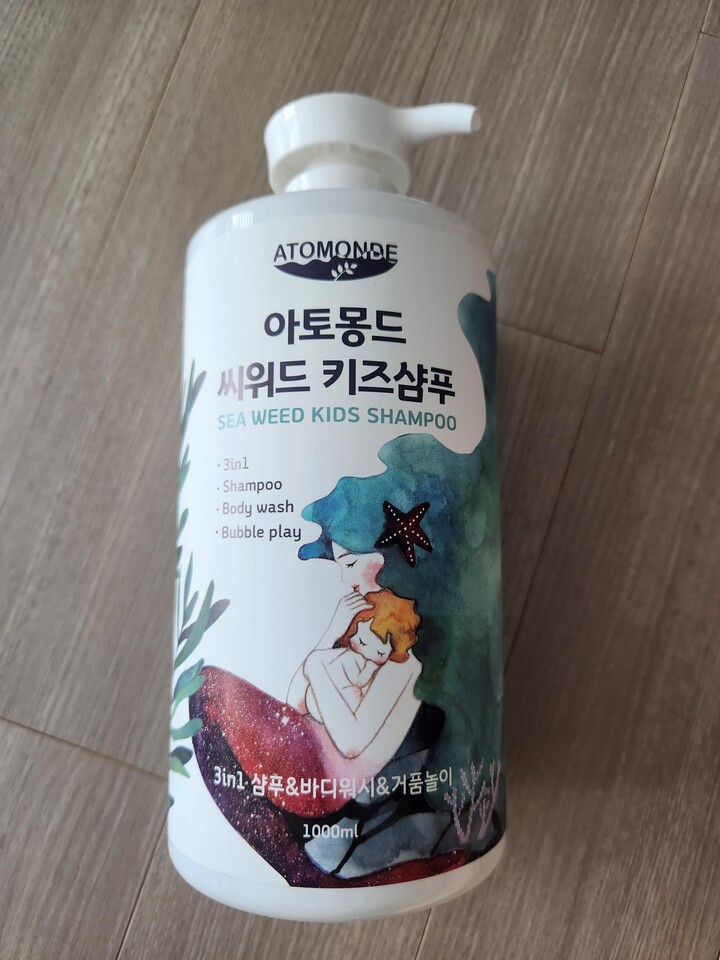 ATOMONDE
아토몽드
씨위드 키즈샴푸
SEA WEED KIDS SHAMPOO
· 3in1
· Shampoo
· Body wash
· Bubble play
3in1· 샴푸&바디워시&거품놀이
1000ml